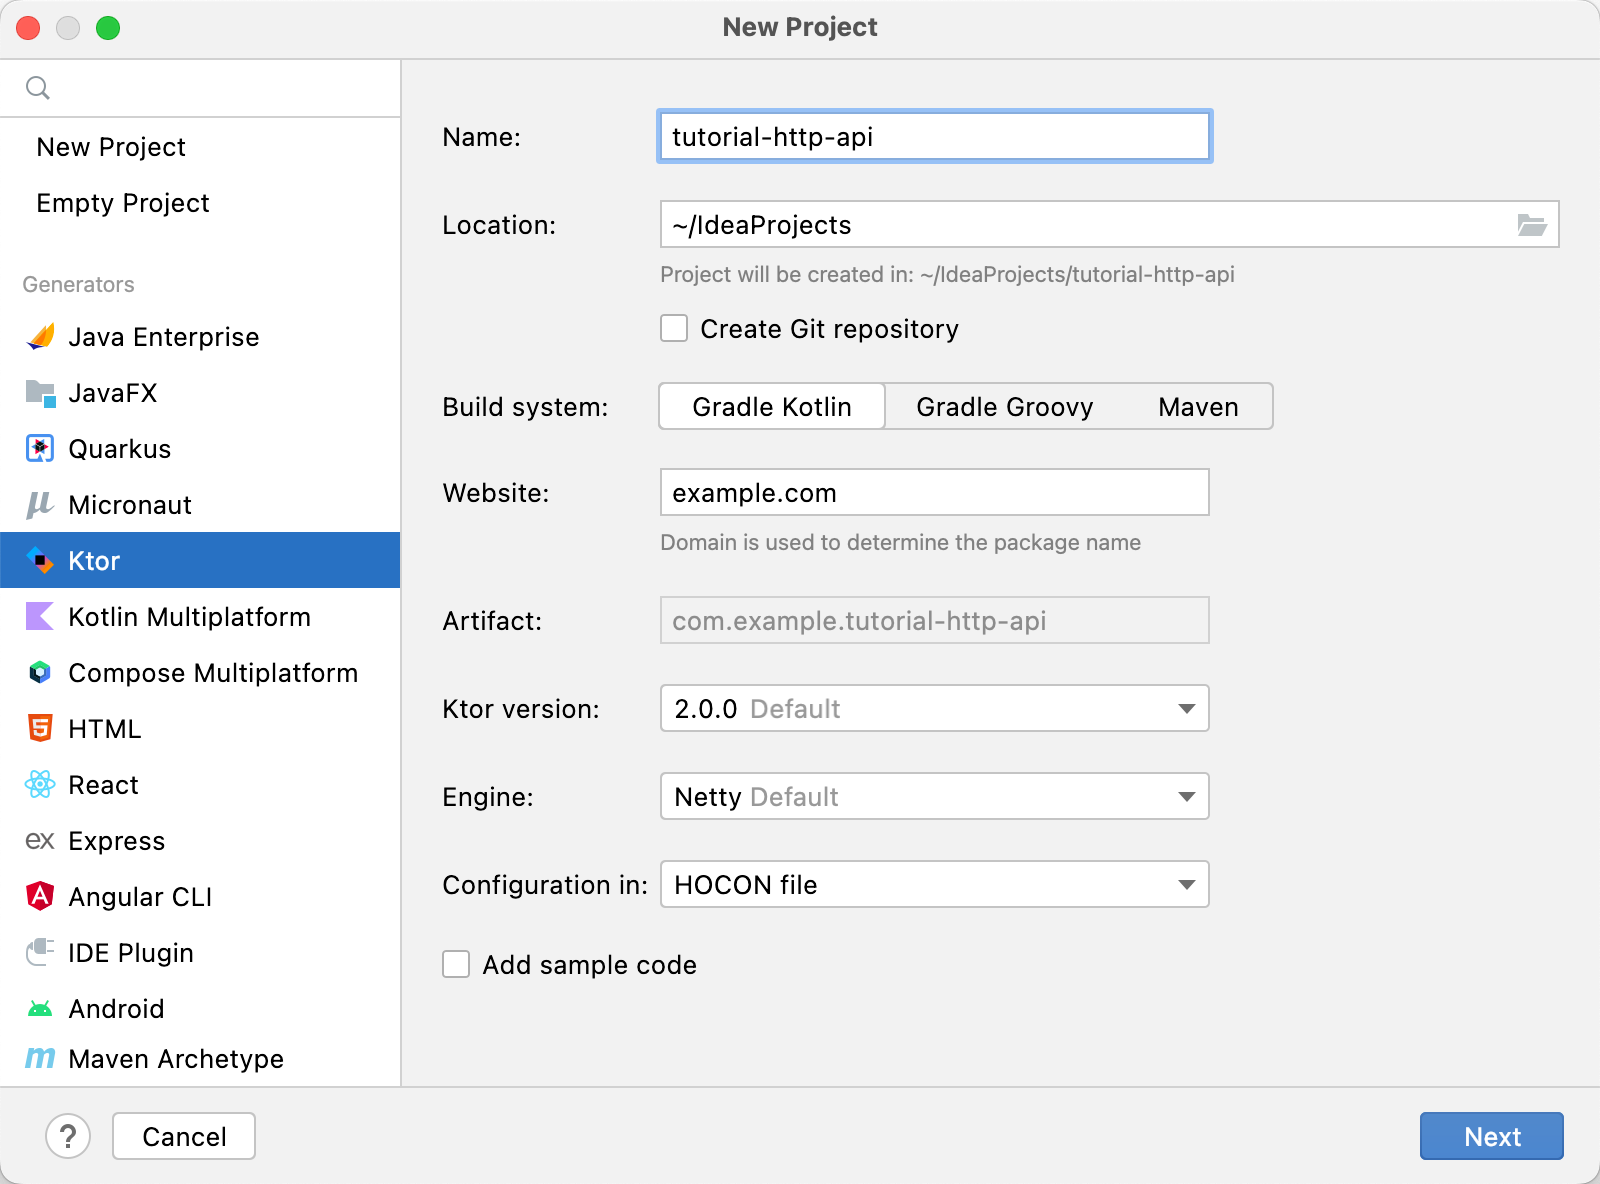 New Project
New Project
Empty Project
Generators
Java Enterprise
JavaFX
Quarkus
Micronaut
Ktor
Kotlin Multiplatform
Compose Multiplatform
HTML
React
ex Express
Angular CLI
IDE Plugin
Android
m Maven Archetype
Name: tutorial-http-api
Location: ~/IdeaProjects
Project will be created in: ~/IdeaProjects/tutorial-http-api
Create Git repository
Build system: Gradle Kotlin Gradle Groovy Maven
Website: example.com
Domain is used to determine the package name
Artifact: com.example.tutorial-http-api
Ktor version: 2.0.0 Default
Engine: Netty Default
Configuration in: HOCON file
Add sample code
? Cancel Next